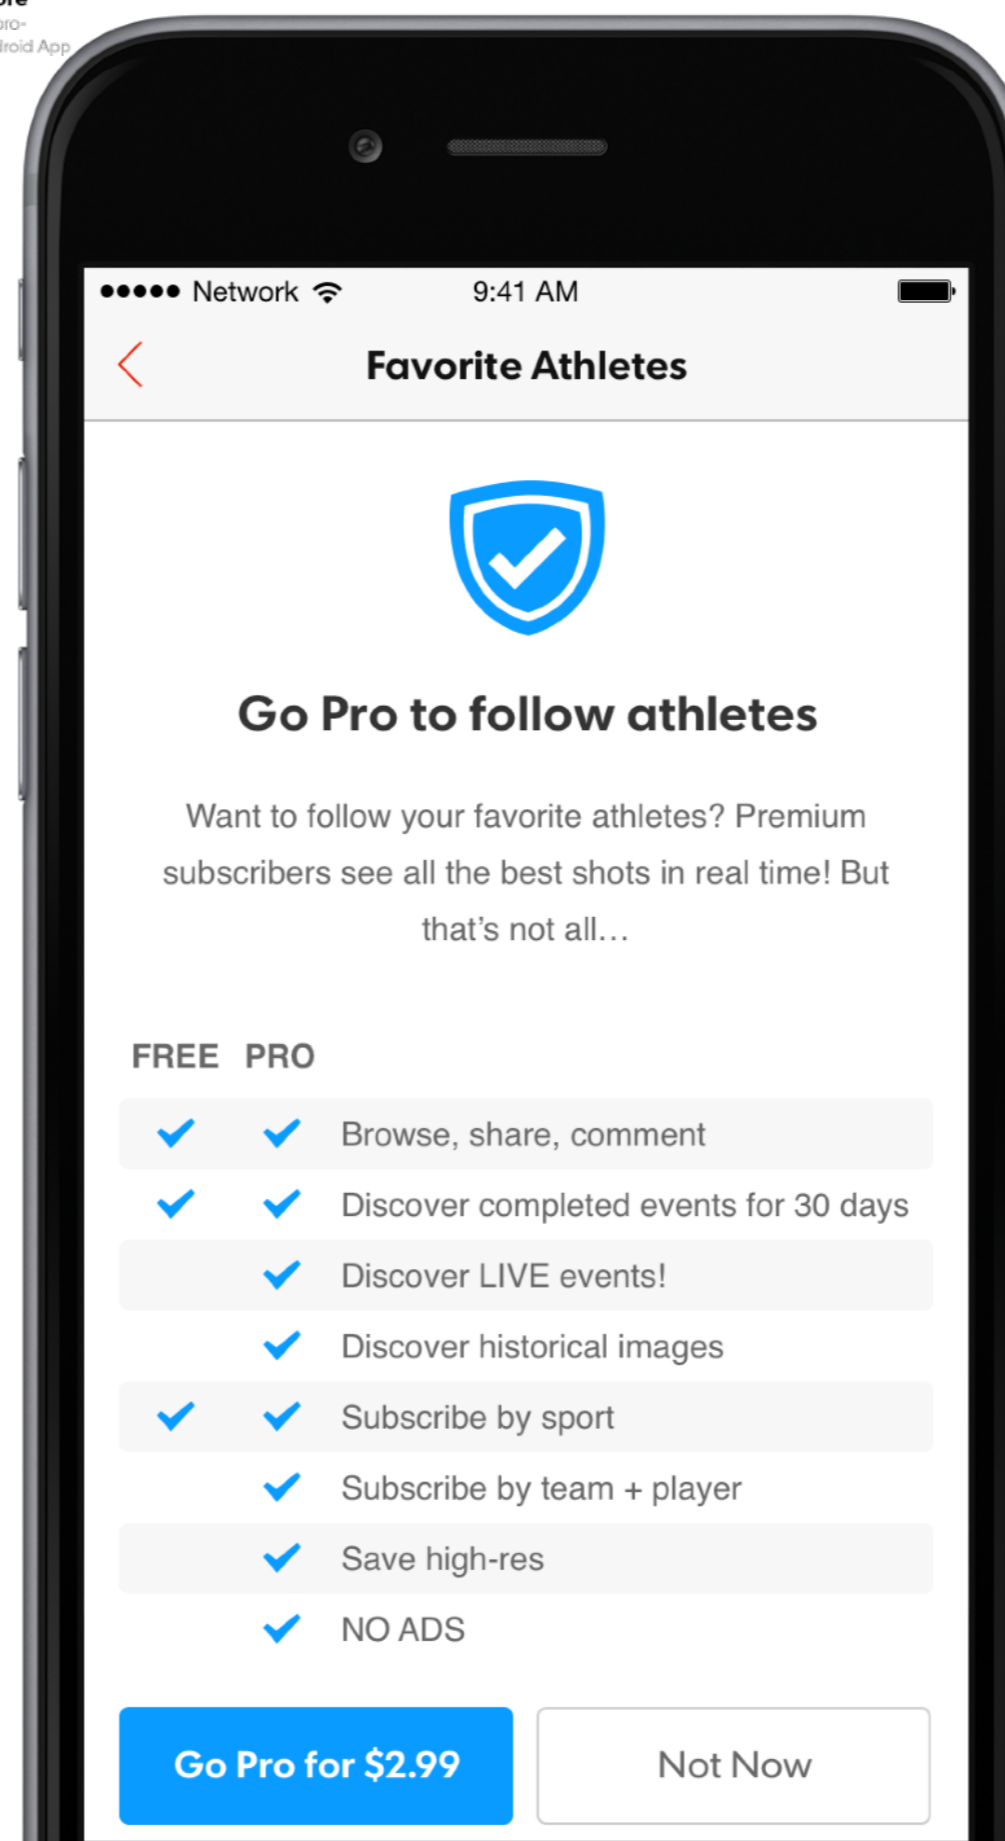 pro-
droid App
Network
9:41 AM
Favorite Athletes
Go Pro to follow athletes
Want to follow your favorite athletes? Premium
subscribers see all the best shots in real time! But
that's not all…
FREE PRO
Browse, share, comment
Discover completed events for 30 days
Discover LIVE events!
Discover historical images
Subscribe by sport
Subscribe by team + player
Save high-res
NO ADS
Go Pro for $2.99
Not Now